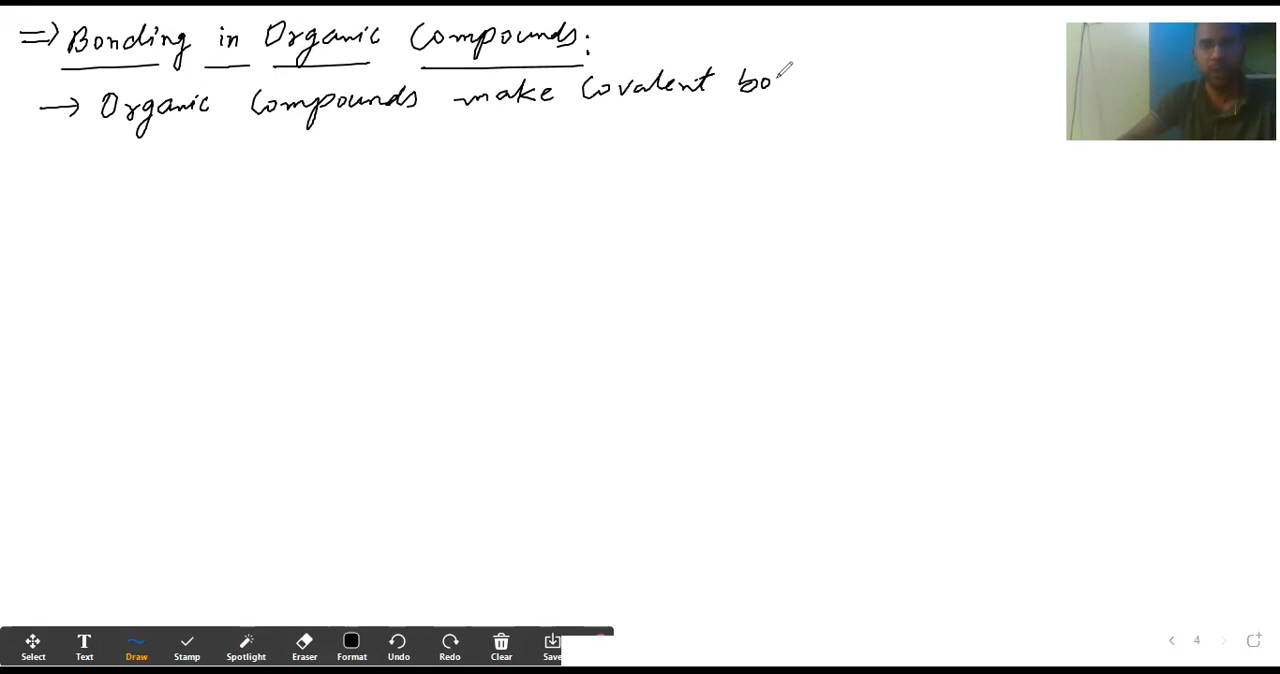 => Bonding in Organic Compounds:
→ Organic Compounds make Covalent bo
Select Text Draw Stamp Spotlight Eraser Format Undo Redo Clear Save
< 4 >